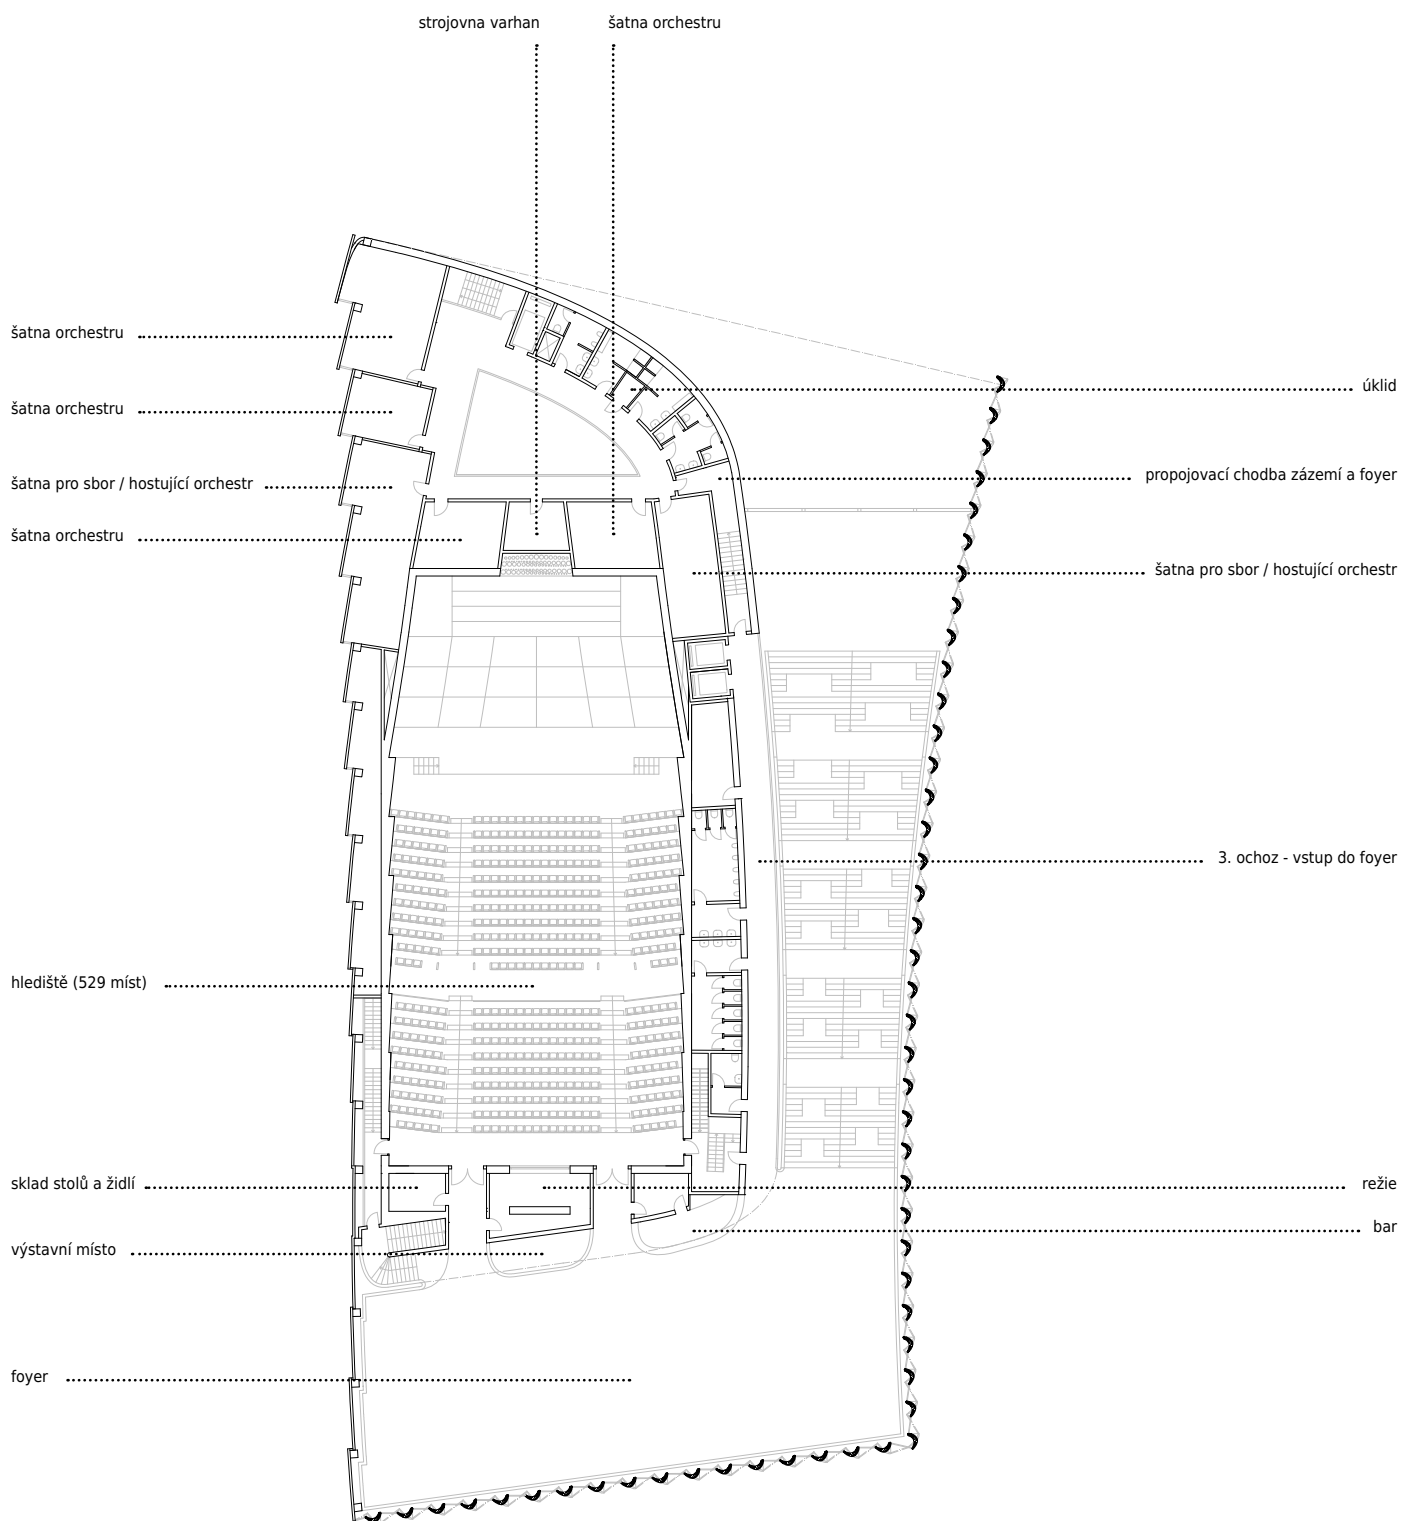 strojovna varhan
šatna orchestru
šatna orchestru
úklid
šatna orchestru
propojovací chodba zázemí a foyer
šatna pro sbor / hostující orchestr
šatna orchestru
šatna pro sbor / hostující orchestr
3. ochoz - vstup do foyer
hlediště (529 míst)
sklad stolů a židlí
režie
bar
výstavní místo
foyer